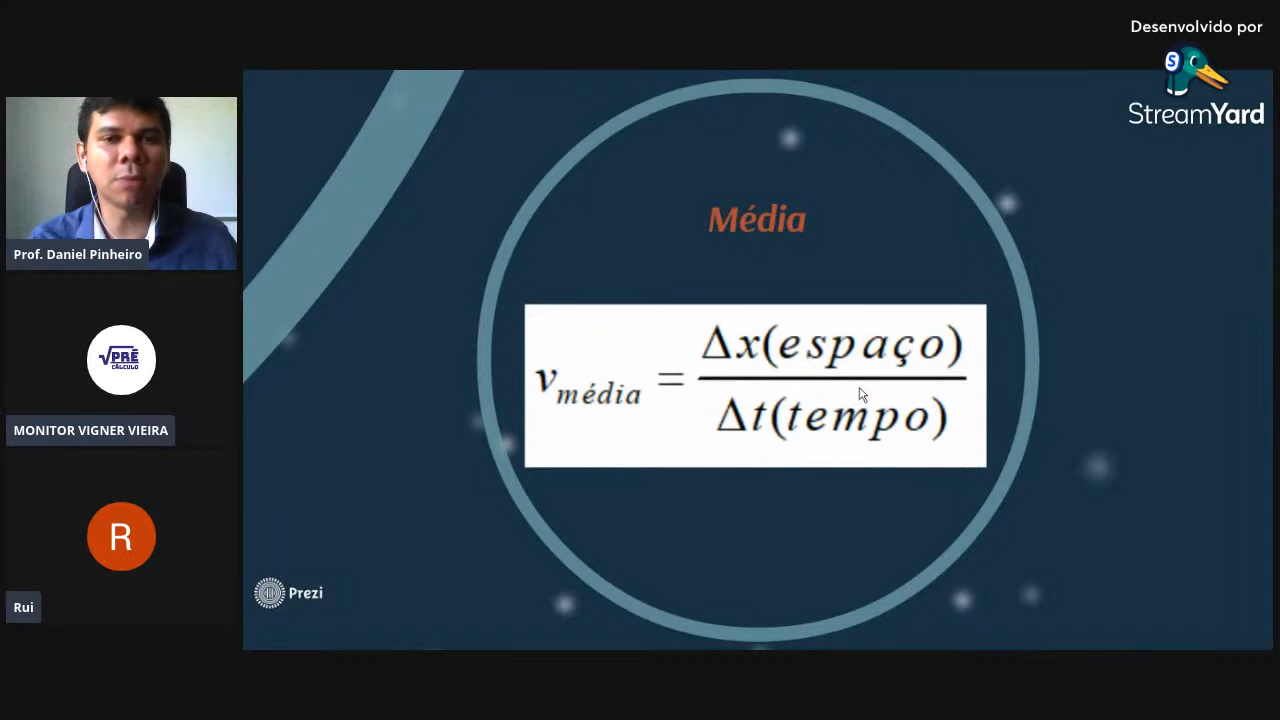 Desenvolvido por
StreamYard
Prof. Daniel Pinheiro
√PRÉ
CÁLCULO
MONITOR VIGNER VIEIRA
R
Rui
Média
v_média = Δx(espaço) / Δt(tempo)
Prezi